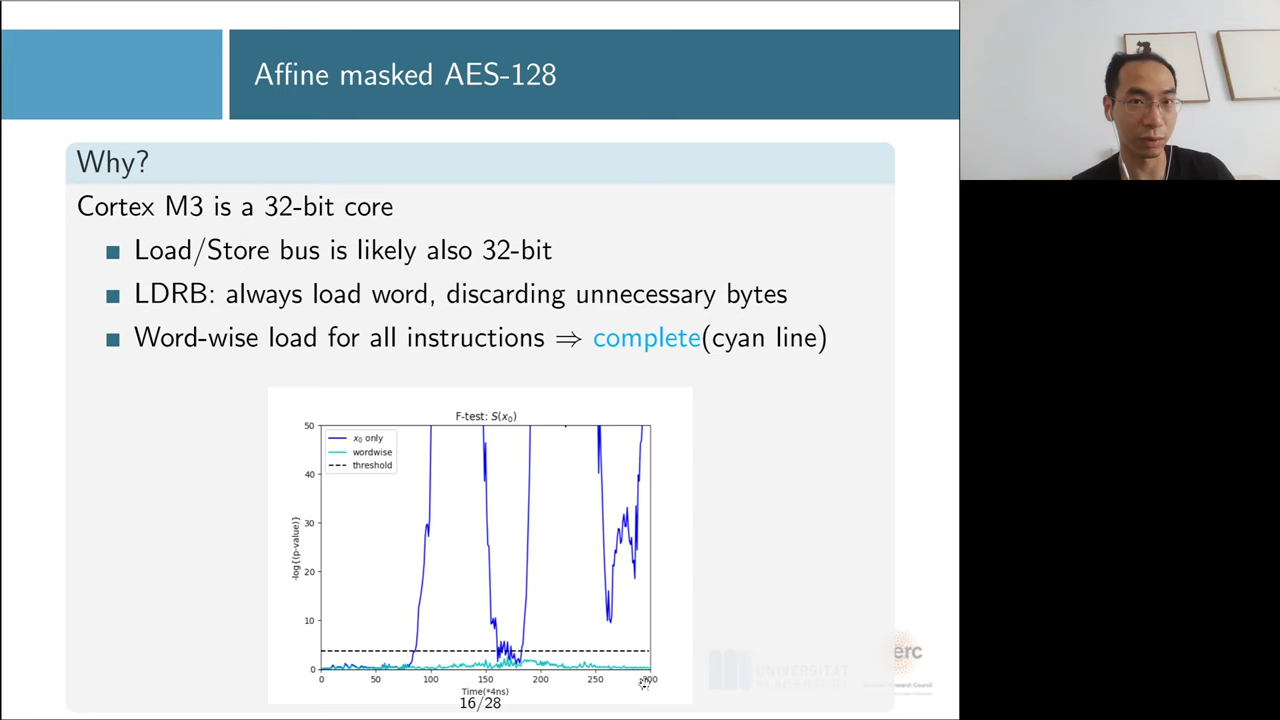 Affine masked AES-128
Why?
Cortex M3 is a 32-bit core
Load/Store bus is likely also 32-bit
LDRB: always load word, discarding unnecessary bytes
Word-wise load for all instructions ⇒ complete(cyan line)
F-test: S(x₀)
x₀ only
wordwise
threshold
50
40
30
20
10
0
-log{(p-value)}
0 50 100 150 200 250 300
Time(*4ns)
16/28
erc
UNIVERSITÄT